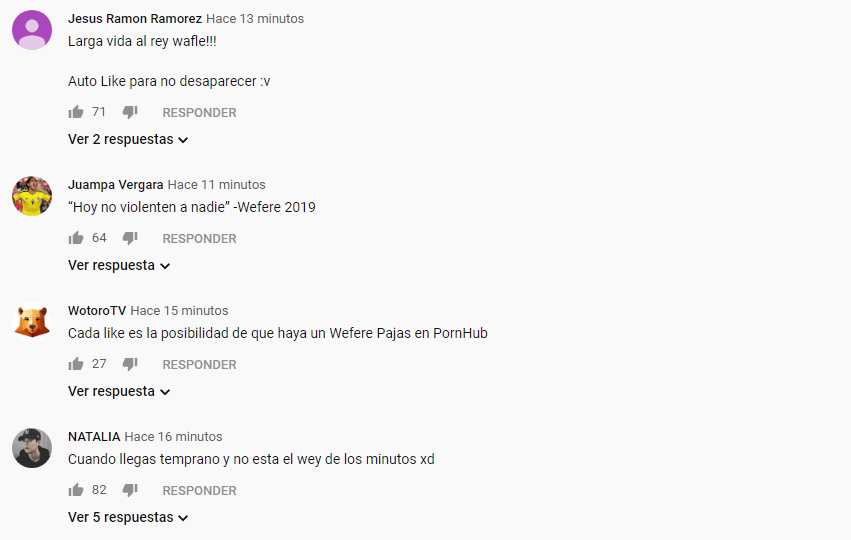 Jesus Ramon Ramorez Hace 13 minutos
Larga vida al rey wafle!!!
Auto Like para no desaparecer :v
71 RESPONDER
Ver 2 respuestas
Juampa Vergara Hace 11 minutos
“Hoy no violenten a nadie” -Wefere 2019
64 RESPONDER
Ver respuesta
WotoroTV Hace 15 minutos
Cada like es la posibilidad de que haya un Wefere Pajas en PornHub
27 RESPONDER
Ver respuesta
NATALIA Hace 16 minutos
Cuando llegas temprano y no esta el wey de los minutos xd
82 RESPONDER
Ver 5 respuestas